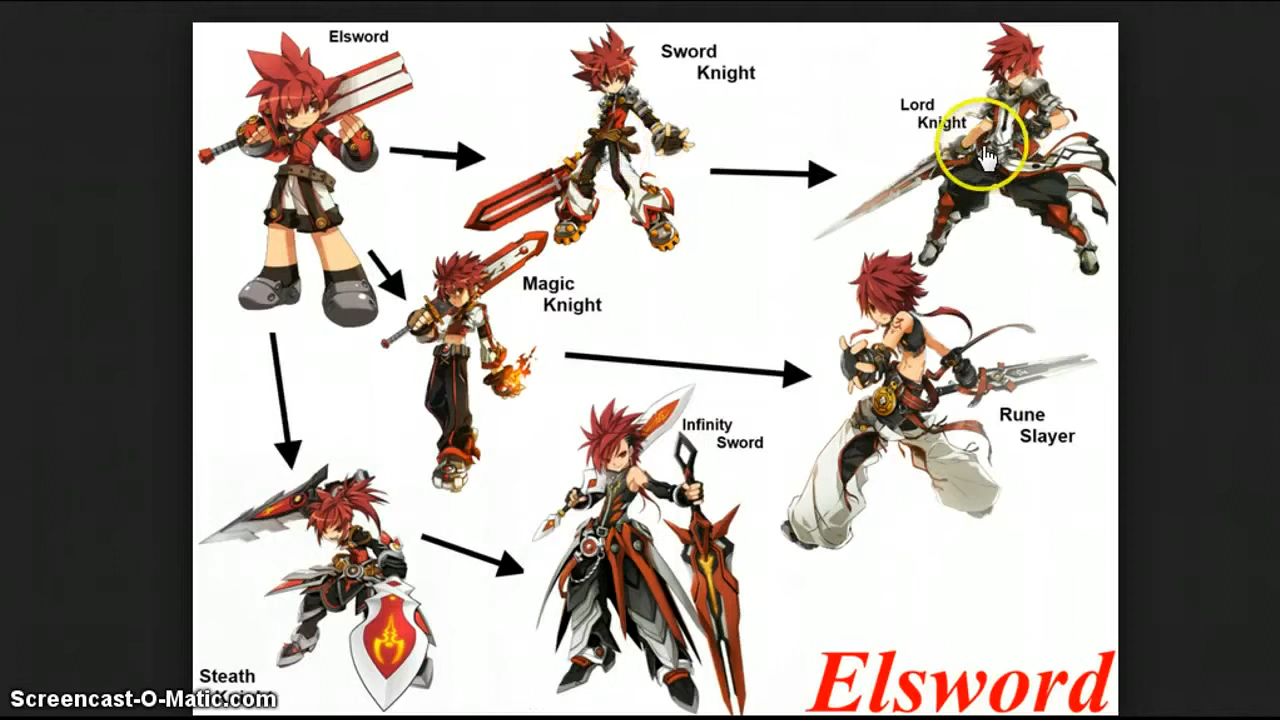 Elsword
Sword
Knight
Lord
Knight
Magic
Knight
Rune
Slayer
Infinity
Sword
Steath
Screencast-O-Matic.com
Elsword